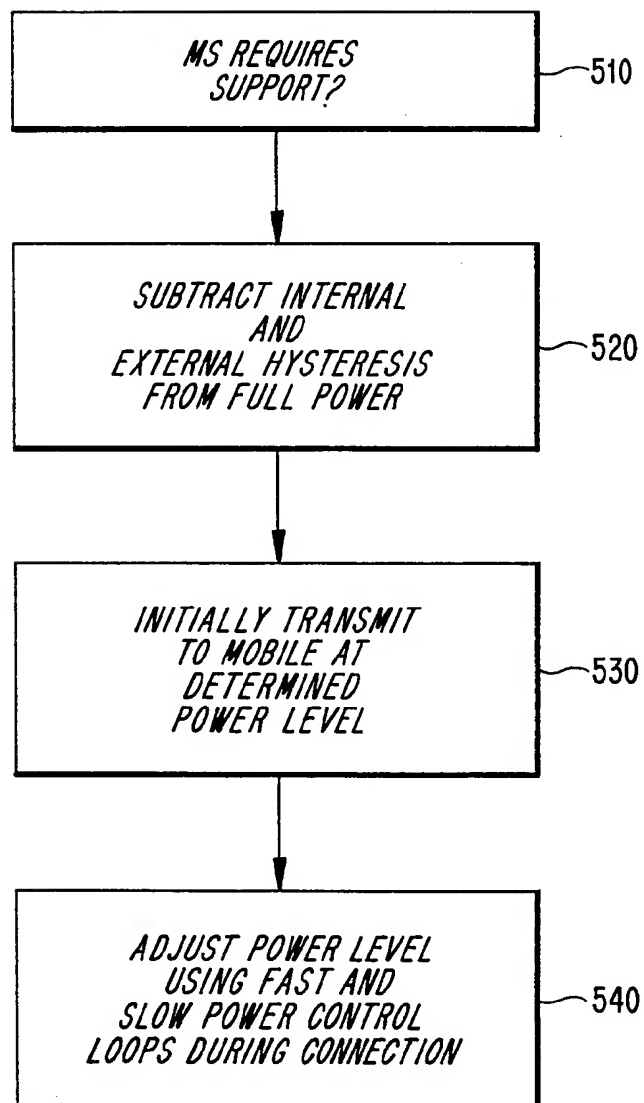 MS REQUIRES
SUPPORT?
510
SUBTRACT INTERNAL
AND
EXTERNAL HYSTERESIS
FROM FULL POWER
520
INITIALLY TRANSMIT
TO MOBILE AT
DETERMINED
POWER LEVEL
530
ADJUST POWER LEVEL
USING FAST AND
SLOW POWER CONTROL
LOOPS DURING CONNECTION
540